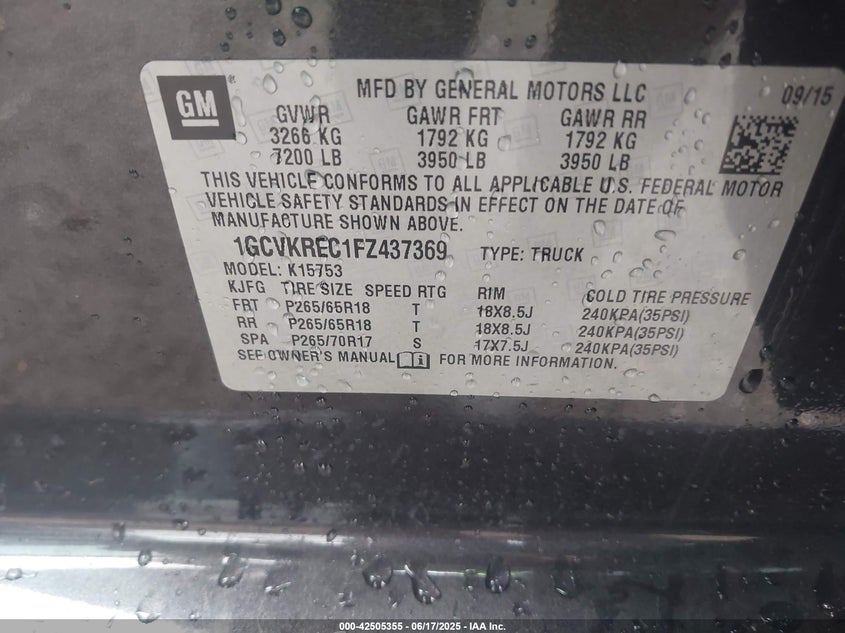 GM
MFD BY GENERAL MOTORS LLC 09/15
GVWR GAWR FRT GAWR RR
3266 KG 1792 KG 1792 KG
7200 LB 3950 LB 3950 LB
THIS VEHICLE CONFORMS TO ALL APPLICABLE U.S. FEDERAL MOTOR
VEHICLE SAFETY STANDARDS IN EFFECT ON THE DATE OF
MANUFACTURE SHOWN ABOVE.
1GCVKREC1FZ437369 TYPE: TRUCK
MODEL: K15753
KJFG TIRE SIZE SPEED RTG RIM COLD TIRE PRESSURE
FRT P265/65R18 T 18X8.5J 240KPA(35PSI)
RR P265/65R18 T 18X8.5J 240KPA(35PSI)
SPA P265/70R17 S 17X7.5J 240KPA(35PSI)
SEE OWNER'S MANUAL FOR MORE INFORMATION.
000-42505355 - 06/17/2025 - IAA Inc.